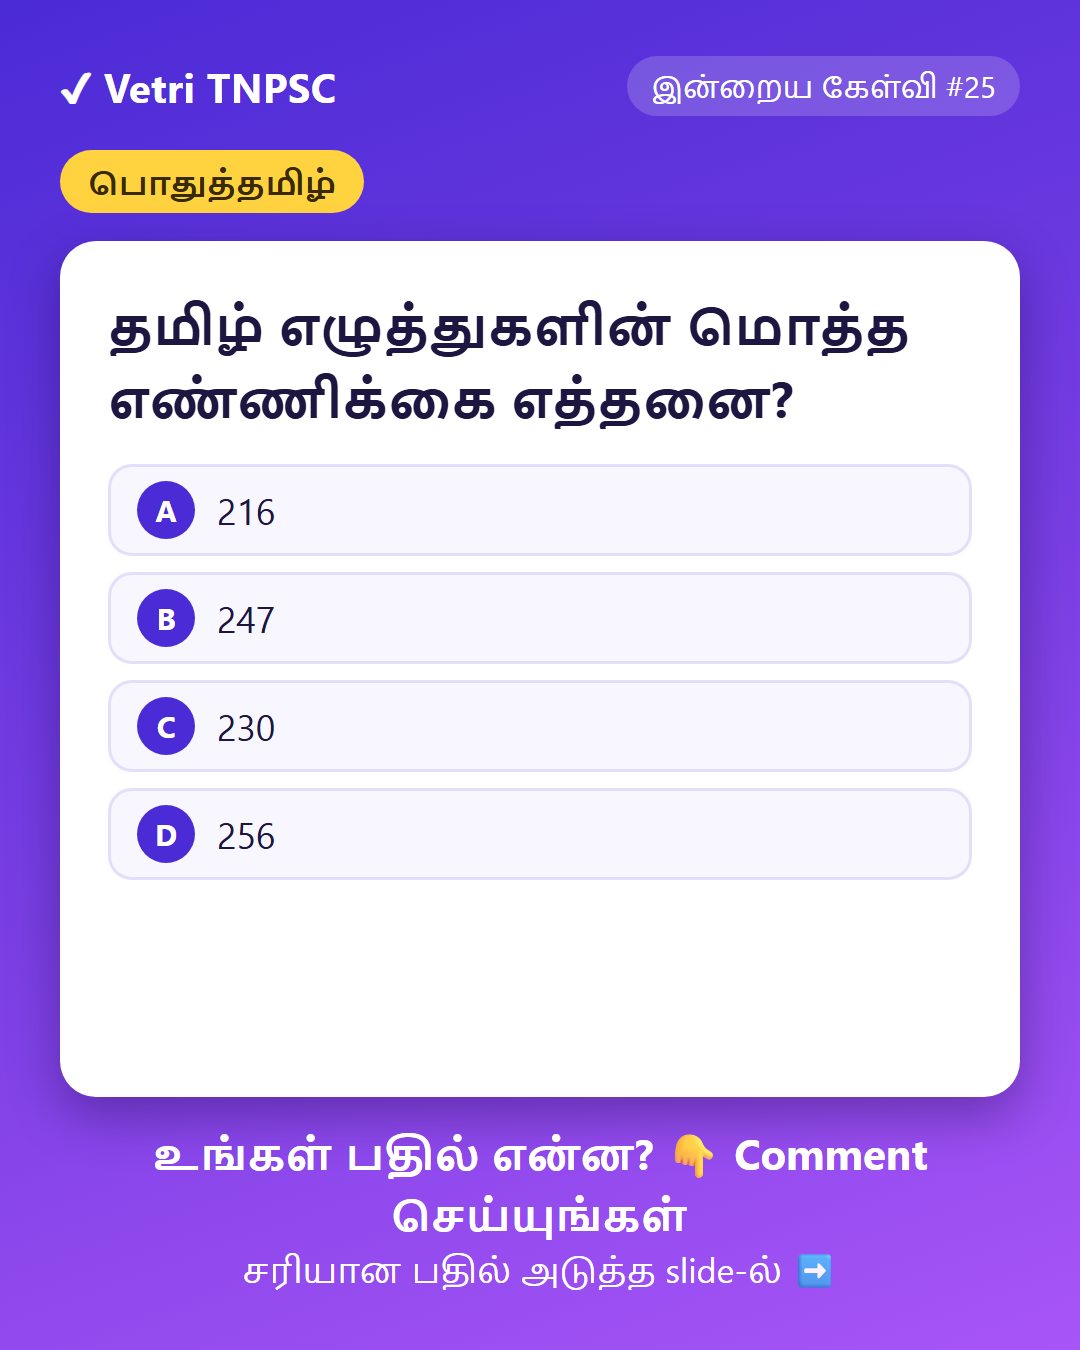 ✔ Vetri TNPSC
இன்றைய கேள்வி #25
பொதுத்தமிழ்
தமிழ் எழுத்துகளின் மொத்த
எண்ணிக்கை எத்தனை?
A 216
B 247
C 230
D 256
உங்கள் பதில் என்ன? 👇 Comment
செய்யுங்கள்
சரியான பதில் அடுத்த slide-ல் ➡️